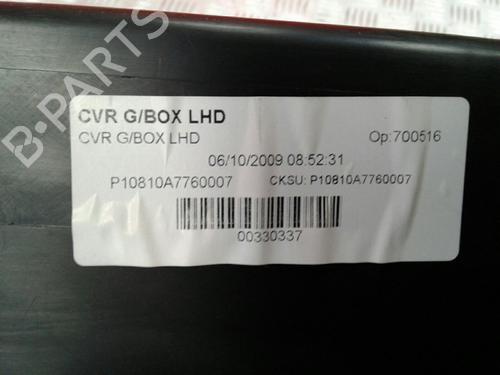 B-PARTS
CVR G/BOX LHD
CVR G/BOX LHD Op:700516
06/10/2009 08:52:31
P10810A7760007 CKSU: P10810A7760007
00330337